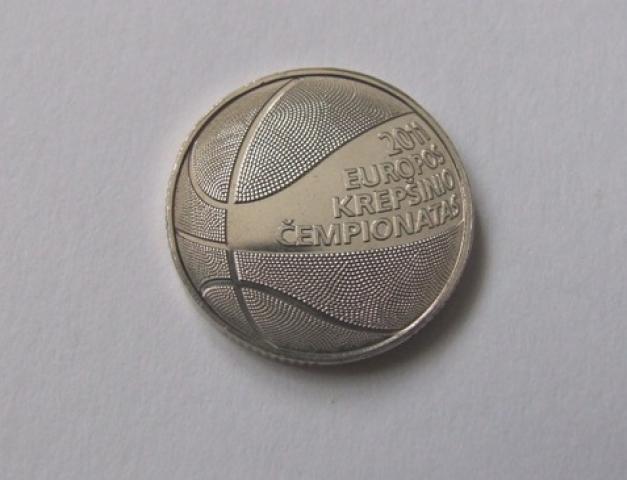 2011
EUROPOS
KREPŠINIO
ČEMPIONATAS